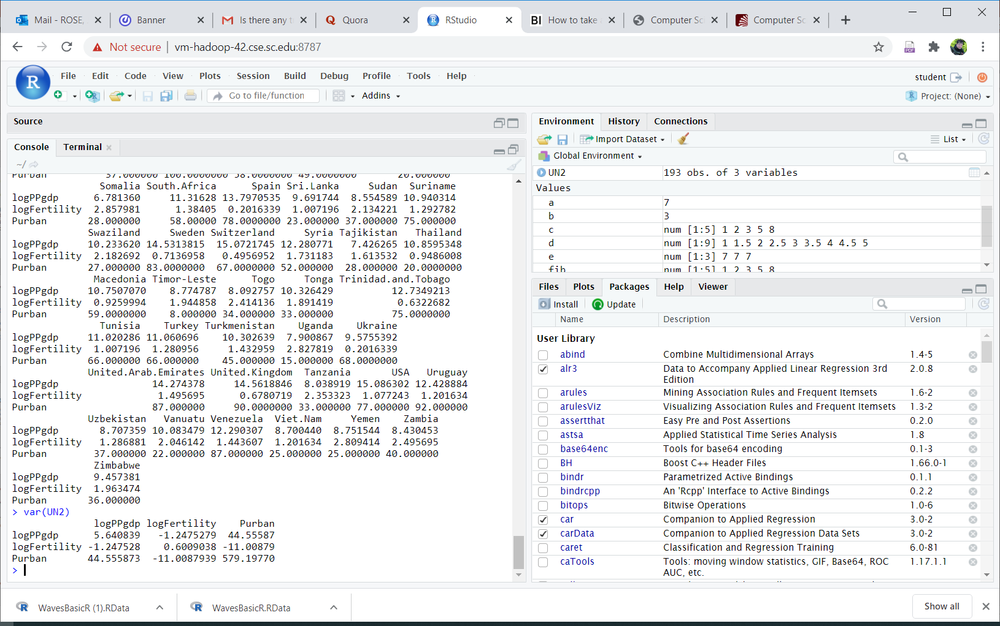 Mail - ROSE,
Banner
Is there any t
Quora
RStudio
BI How to take
Computer Sc
Computer Sc
Not secure | vm-hadoop-42.cse.sc.edu:8787
PDF
R
File Edit Code View Plots Session Build Debug Profile Tools Help
student
Go to file/function
Addins
Project: (None)
Source
Console Terminal
~/
Purban 37.000000 100.000000 58.000000 49.000000 20.000000
Somalia South.Africa Spain Sri.Lanka Sudan Suriname
logPPgdp 6.781360 11.31628 13.7970535 9.691744 8.554589 10.940314
logFertility 2.857981 1.38405 0.2016339 1.007196 2.134221 1.292782
Purban 28.000000 58.00000 78.0000000 23.000000 37.000000 75.000000
Swaziland Sweden Switzerland Syria Tajikistan Thailand
logPPgdp 10.233620 14.5313815 15.0721745 12.280771 7.426265 10.8595348
logFertility 2.182692 0.7136958 0.4956952 1.731183 1.613532 0.9486008
Purban 27.000000 83.0000000 67.0000000 52.000000 28.000000 20.0000000
Macedonia Timor-Leste Togo Tonga Trinidad.and.Tobago
logPPgdp 10.7507070 8.774787 8.092757 10.326429 12.7349213
logFertility 0.9259994 1.944858 2.414136 1.891419 0.6322682
Purban 59.0000000 8.000000 34.000000 33.000000 75.0000000
Tunisia Turkey Turkmenistan Uganda Ukraine
logPPgdp 11.020286 11.060696 10.302639 7.900867 9.5755392
logFertility 1.007196 1.280956 1.432959 2.827819 0.2016339
Purban 66.000000 66.000000 45.000000 15.000000 68.0000000
United.Arab.Emirates United.Kingdom Tanzania USA Uruguay
logPPgdp 14.274378 14.5618846 8.038919 15.086302 12.428884
logFertility 1.495695 0.6780719 2.353323 1.077243 1.201634
Purban 87.000000 90.0000000 33.000000 77.000000 92.000000
Uzbekistan Vanuatu Venezuela Viet.Nam Yemen Zambia
logPPgdp 8.707359 10.083479 12.290307 8.700440 8.751544 8.430453
logFertility 1.286881 2.046142 1.443607 1.201634 2.809414 2.495695
Purban 37.000000 22.000000 87.000000 25.000000 25.000000 40.000000
Zimbabwe
logPPgdp 9.457381
logFertility 1.963474
Purban 36.000000
> var(UN2)
logPPgdp logFertility Purban
logPPgdp 5.640839 -1.2475279 44.55587
logFertility -1.247528 0.6009038 -11.00879
Purban 44.555873 -11.0087939 579.19770
>
Environment History Connections
Import Dataset
List
Global Environment
UN2 193 obs. of 3 variables
Values
a 7
b 3
c num [1:5] 1 2 3 5 8
d num [1:9] 1 1.5 2 2.5 3 3.5 4 4.5 5
e num [1:3] 7 7 7
fib num [1:5] 1 2 3 5 8
Files Plots Packages Help Viewer
Install Update
Name Description Version
User Library
abind Combine Multidimensional Arrays 1.4-5
alr3 Data to Accompany Applied Linear Regression 3rd Edition 2.0.8
arules Mining Association Rules and Frequent Itemsets 1.6-2
arulesViz Visualizing Association Rules and Frequent Itemsets 1.3-2
assertthat Easy Pre and Post Assertions 0.2.0
astsa Applied Statistical Time Series Analysis 1.8
base64enc Tools for base64 encoding 0.1-3
BH Boost C++ Header Files 1.66.0-1
bindr Parametrized Active Bindings 0.1.1
bindrcpp An 'Rcpp' Interface to Active Bindings 0.2.2
bitops Bitwise Operations 1.0-6
car Companion to Applied Regression 3.0-2
carData Companion to Applied Regression Data Sets 3.0-2
caret Classification and Regression Training 6.0-81
caTools Tools: moving window statistics, GIF, Base64, ROC AUC, etc. 1.17.1.1
WavesBasicR (1).RData
WavesBasicR.RData
Show all